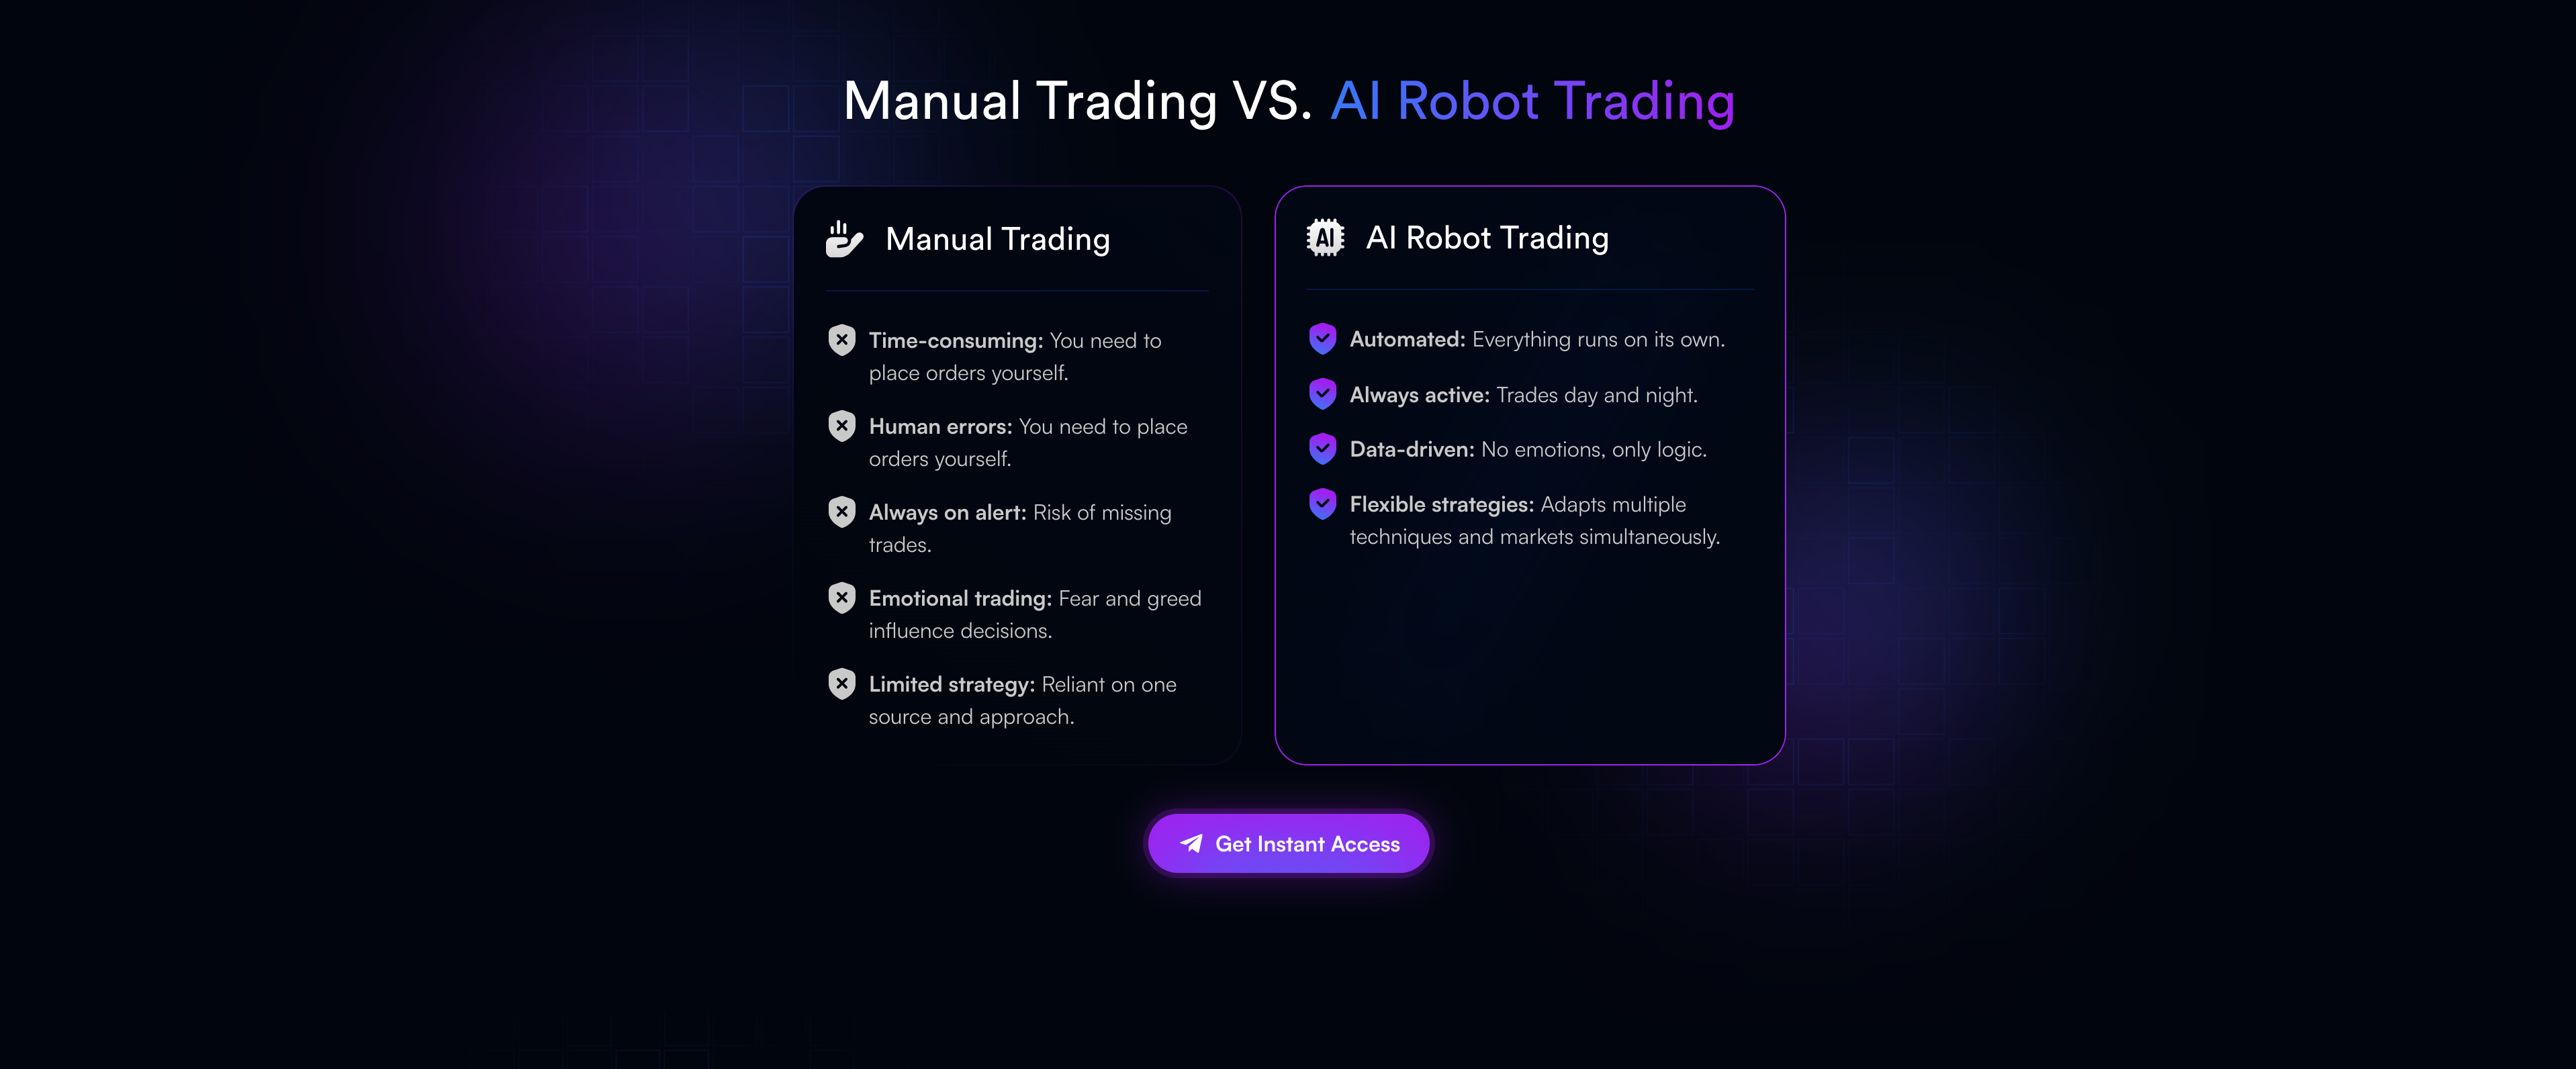 Manual Trading VS. AI Robot Trading
Manual Trading
Time-consuming: You need to
place orders yourself.
Human errors: You need to place
orders yourself.
Always on alert: Risk of missing
trades.
Emotional trading: Fear and greed
influence decisions.
Limited strategy: Reliant on one
source and approach.
AI
AI Robot Trading
Automated: Everything runs on its own.
Always active: Trades day and night.
Data-driven: No emotions, only logic.
Flexible strategies: Adapts multiple
techniques and markets simultaneously.
Get Instant Access